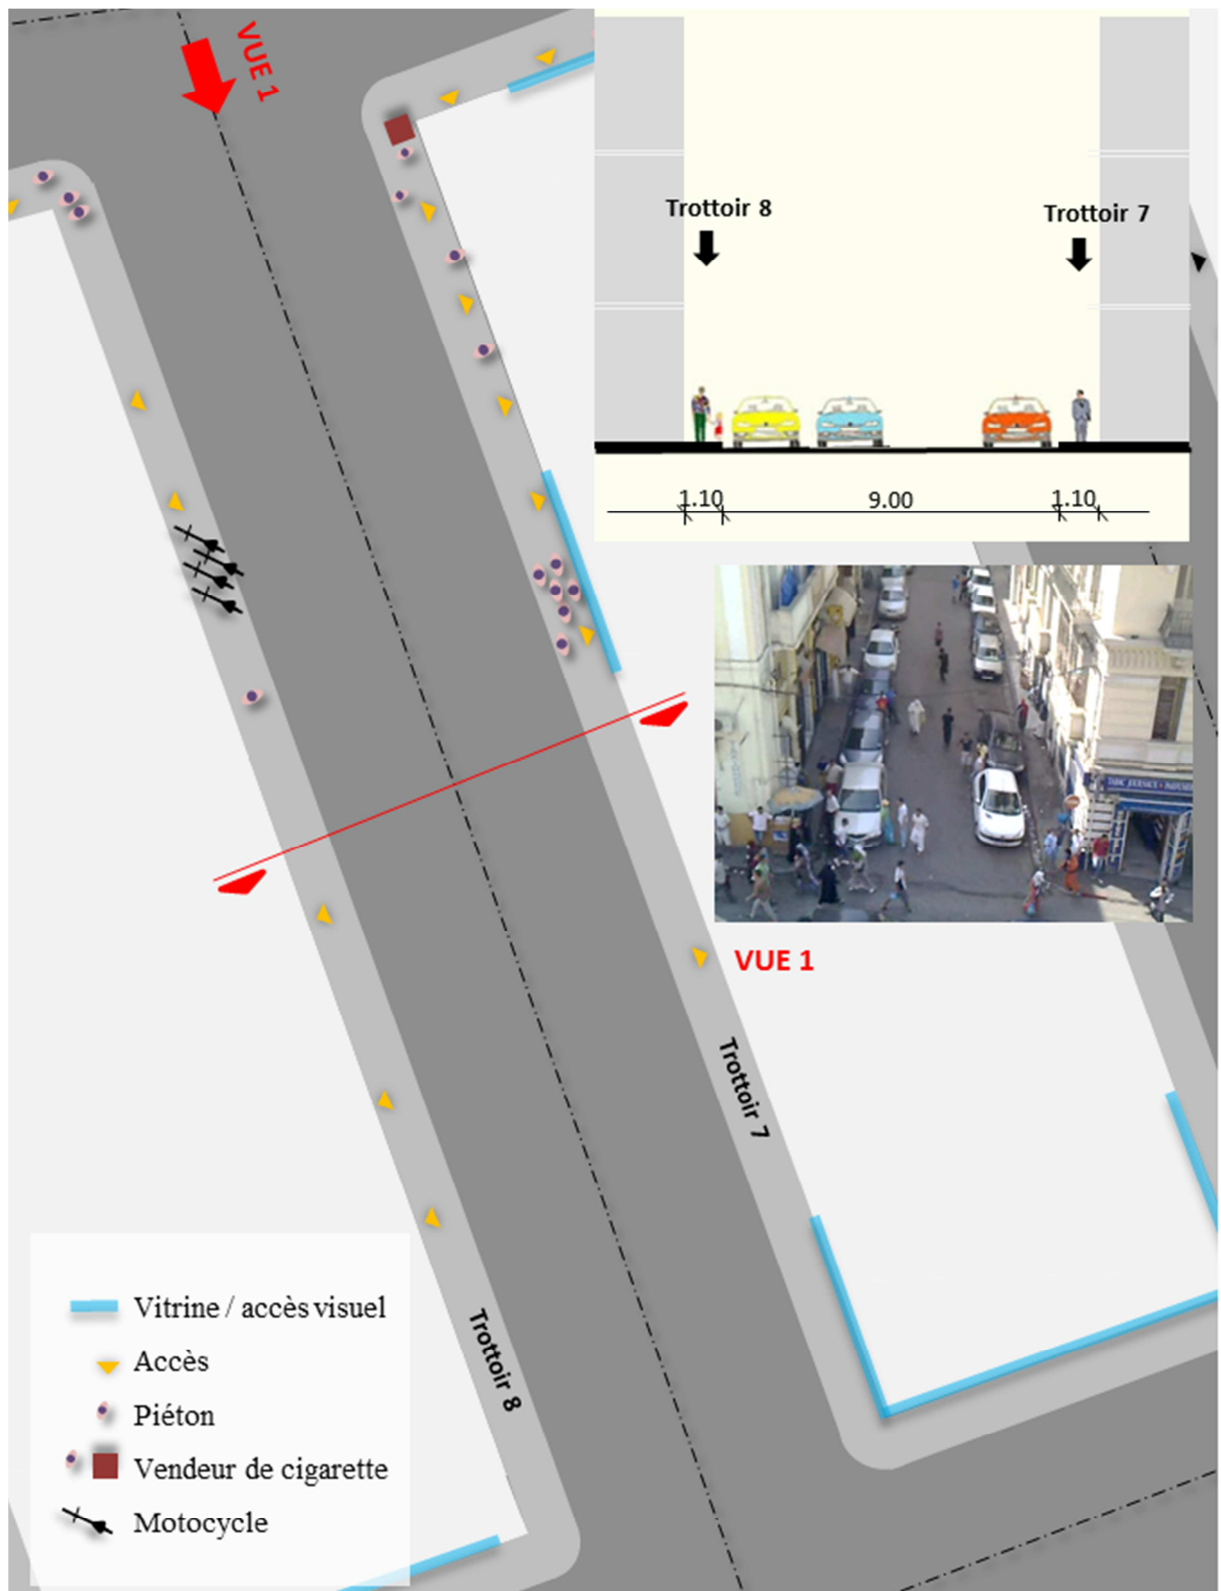 VUE 1
Trottoir 8
Trottoir 7
1.10
9.00
1.10
VUE 1
Trottoir 7
Trottoir 8
Vitrine / accès visuel
Accès
Piéton
Vendeur de cigarette
Motocycle